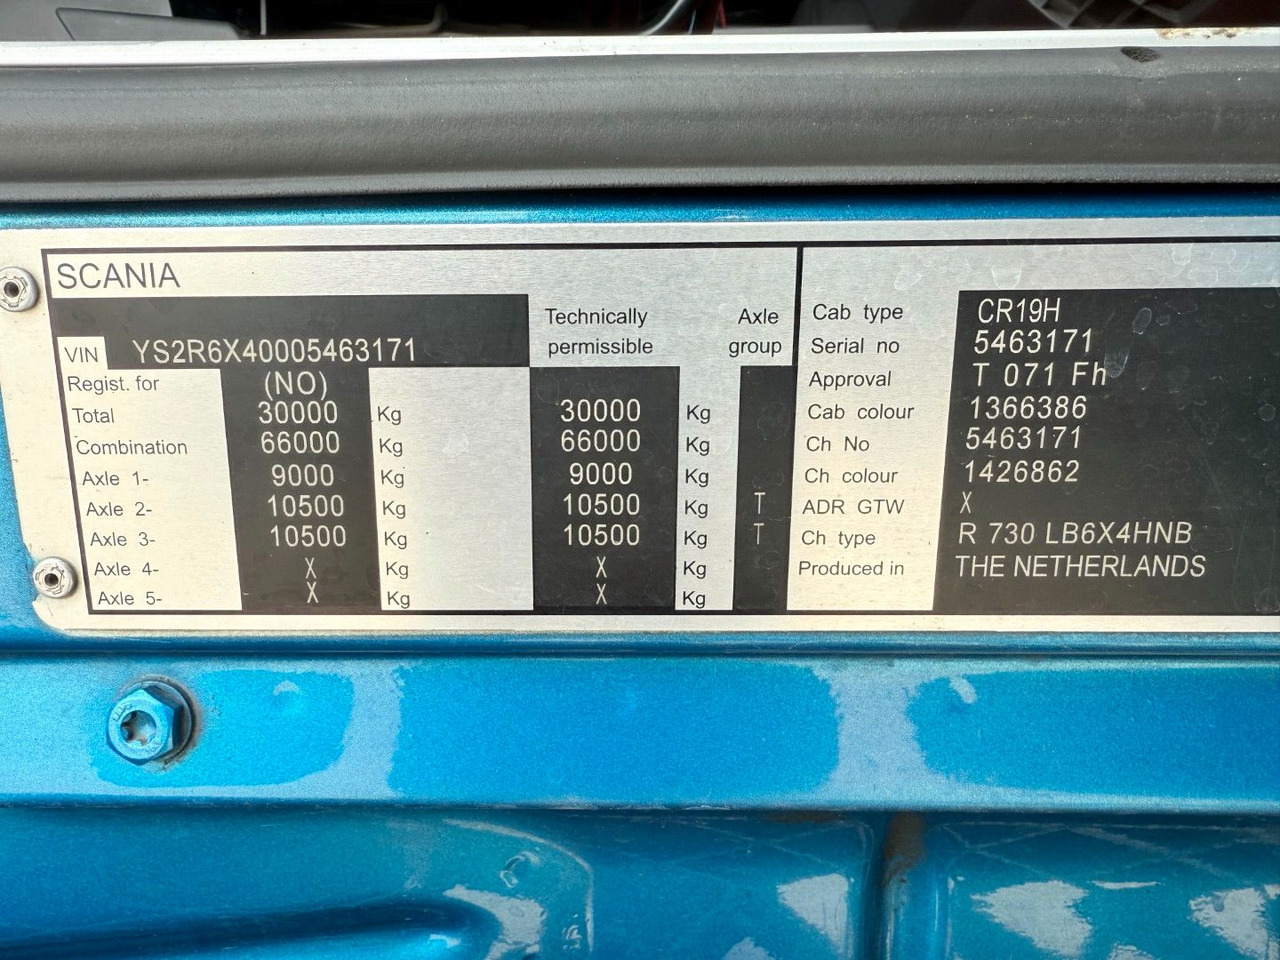 SCANIA
VIN YS2R6X40005463171
Technically permissible
Axle group
Regist. for (NO)
Total 30000 Kg 30000 Kg
Combination 66000 Kg 66000 Kg
Axle 1- 9000 Kg 9000 Kg
Axle 2- 10500 Kg 10500 Kg T
Axle 3- 10500 Kg 10500 Kg T
Axle 4- X Kg X Kg
Axle 5- X Kg X Kg
Cab type CR19H
Serial no 5463171
Approval T 071 Fh
Cab colour 1366386
Ch No 5463171
Ch colour 1426862
ADR GTW X
Ch type R 730 LB6X4HNB
Produced in THE NETHERLANDS